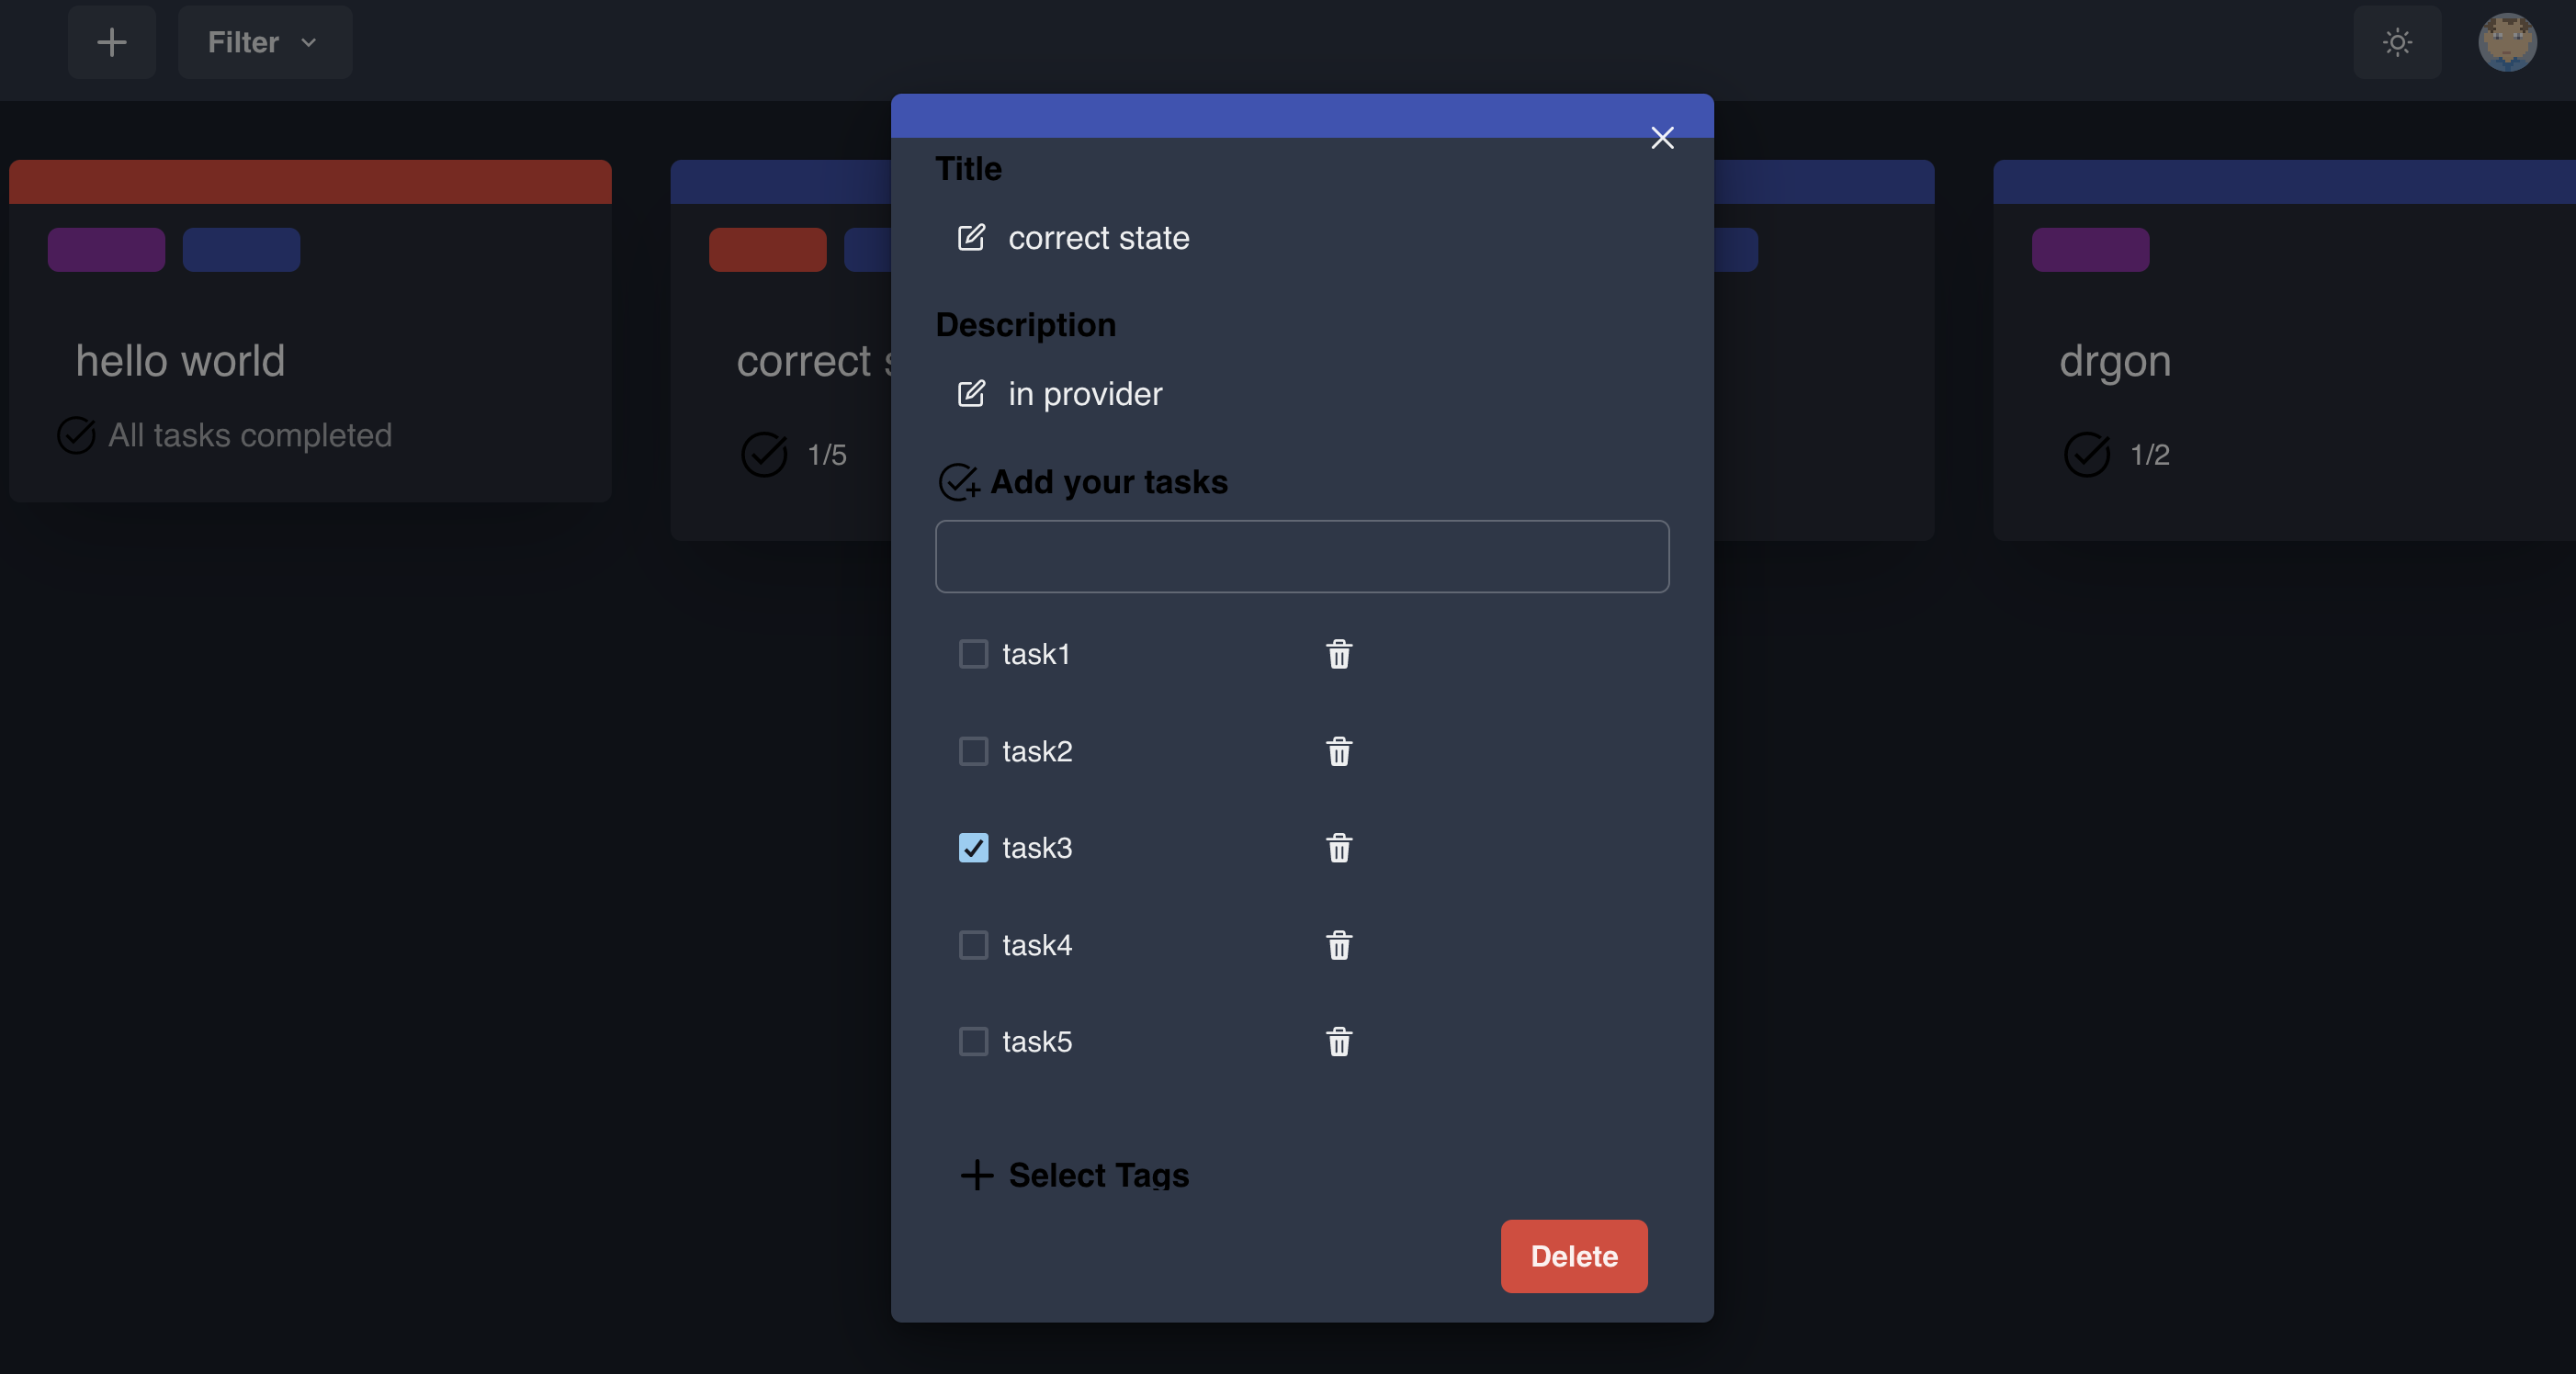 Filter
hello world
All tasks completed
correct s
1/5
drgon
1/2
Title
correct state
Description
in provider
Add your tasks
task1
task2
task3
task4
task5
Select Tags
Delete